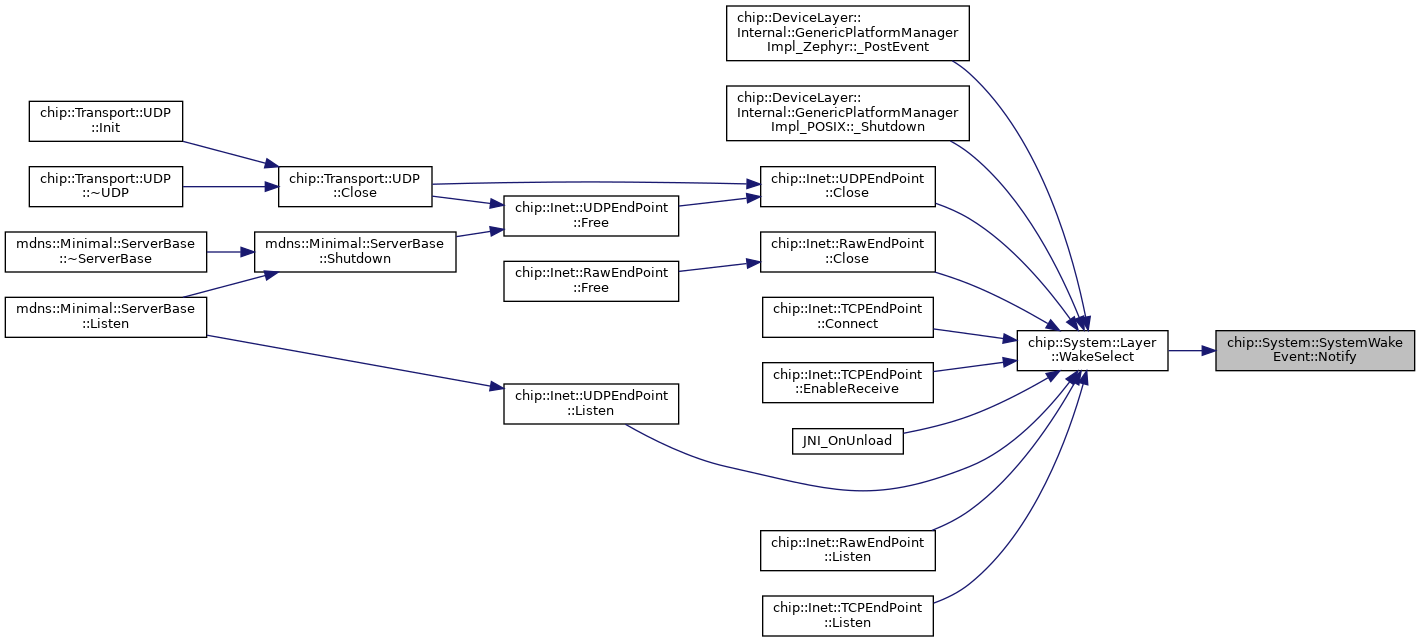 chip::DeviceLayer::
Internal::GenericPlatformManager
Impl_Zephyr::_PostEvent
chip::DeviceLayer::
Internal::GenericPlatformManager
Impl_POSIX::_Shutdown
chip::Transport::UDP
::Init
chip::Transport::UDP
::~UDP
chip::Transport::UDP
::Close
chip::Inet::UDPEndPoint
::Close
chip::Inet::UDPEndPoint
::Free
mdns::Minimal::ServerBase
::~ServerBase
mdns::Minimal::ServerBase
::Shutdown
chip::Inet::RawEndPoint
::Close
chip::Inet::RawEndPoint
::Free
mdns::Minimal::ServerBase
::Listen
chip::Inet::TCPEndPoint
::Connect
chip::System::Layer
::WakeSelect
chip::System::SystemWake
Event::Notify
chip::Inet::TCPEndPoint
::EnableReceive
chip::Inet::UDPEndPoint
::Listen
JNI_OnUnload
chip::Inet::RawEndPoint
::Listen
chip::Inet::TCPEndPoint
::Listen